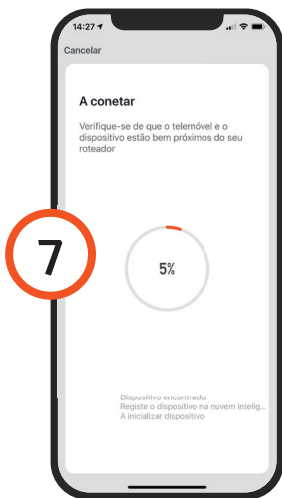 14:27
Cancelar
A conetar
Verifique-se de que o telemóvel e o
dispositivo estão bem próximos do seu
roteador
7
5%
Dispositivo encontrado
Registe o dispositivo na nuvem intelig...
A inicializar dispositivo